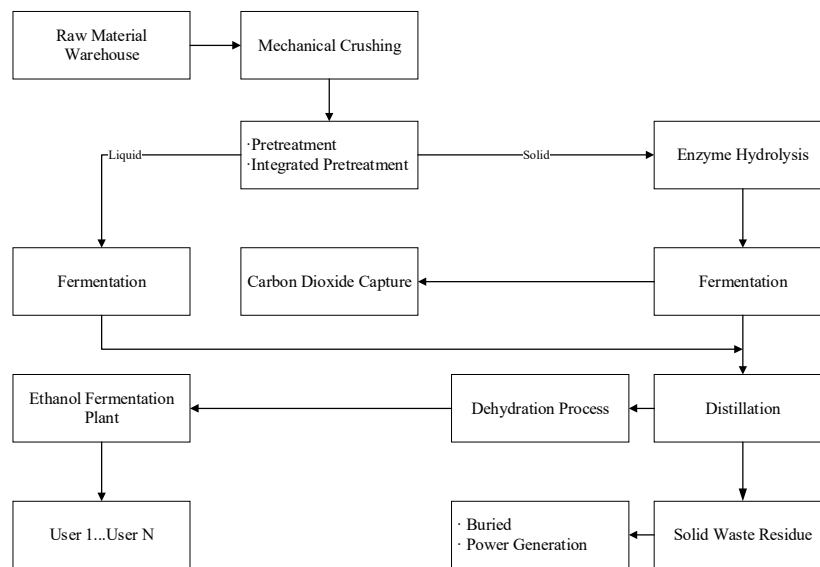 Raw Material
Warehouse
Mechanical Crushing
·Pretreatment
·Integrated Pretreatment
Liquid
Solid
Enzyme Hydrolysis
Fermentation
Carbon Dioxide Capture
Fermentation
Ethanol Fermentation
Plant
Dehydration Process
Distillation
User 1...User N
· Buried
· Power Generation
Solid Waste Residue